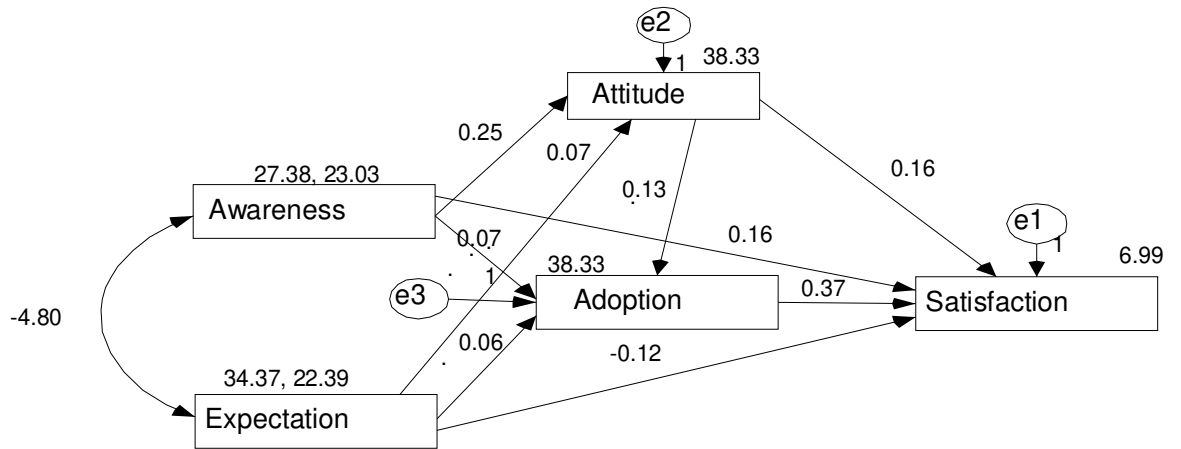 e2
1 38.33
Attitude
0.25
0.07
0.16
27.38, 23.03
0.13
Awareness
0.16
e1
1
0.07
38.33
6.99
1
e3
Adoption
0.37
Satisfaction
-4.80
0.06
-0.12
34.37, 22.39
Expectation